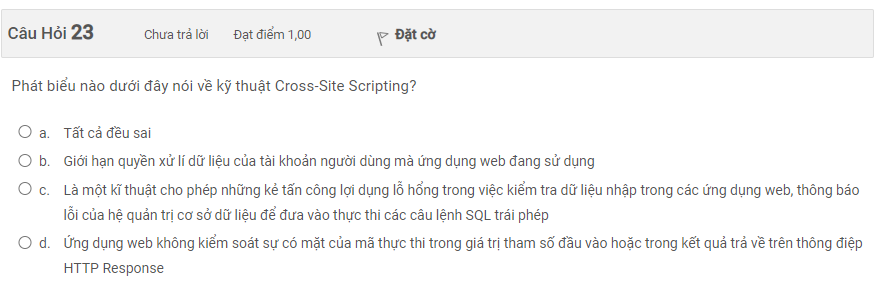 Câu Hỏi 23 Chưa trả lời Đạt điểm 1,00 Đặt cờ
Phát biểu nào dưới đây nói về kỹ thuật Cross-Site Scripting?
a. Tất cả đều sai
b. Giới hạn quyền xử lí dữ liệu của tài khoản người dùng mà ứng dụng web đang sử dụng
c. Là một kĩ thuật cho phép những kẻ tấn công lợi dụng lỗ hổng trong việc kiểm tra dữ liệu nhập trong các ứng dụng web, thông báo
lỗi của hệ quản trị cơ sở dữ liệu để đưa vào thực thi các câu lệnh SQL trái phép
d. Ứng dụng web không kiểm soát sự có mặt của mã thực thi trong giá trị tham số đầu vào hoặc trong kết quả trả về trên thông điệp
HTTP Response